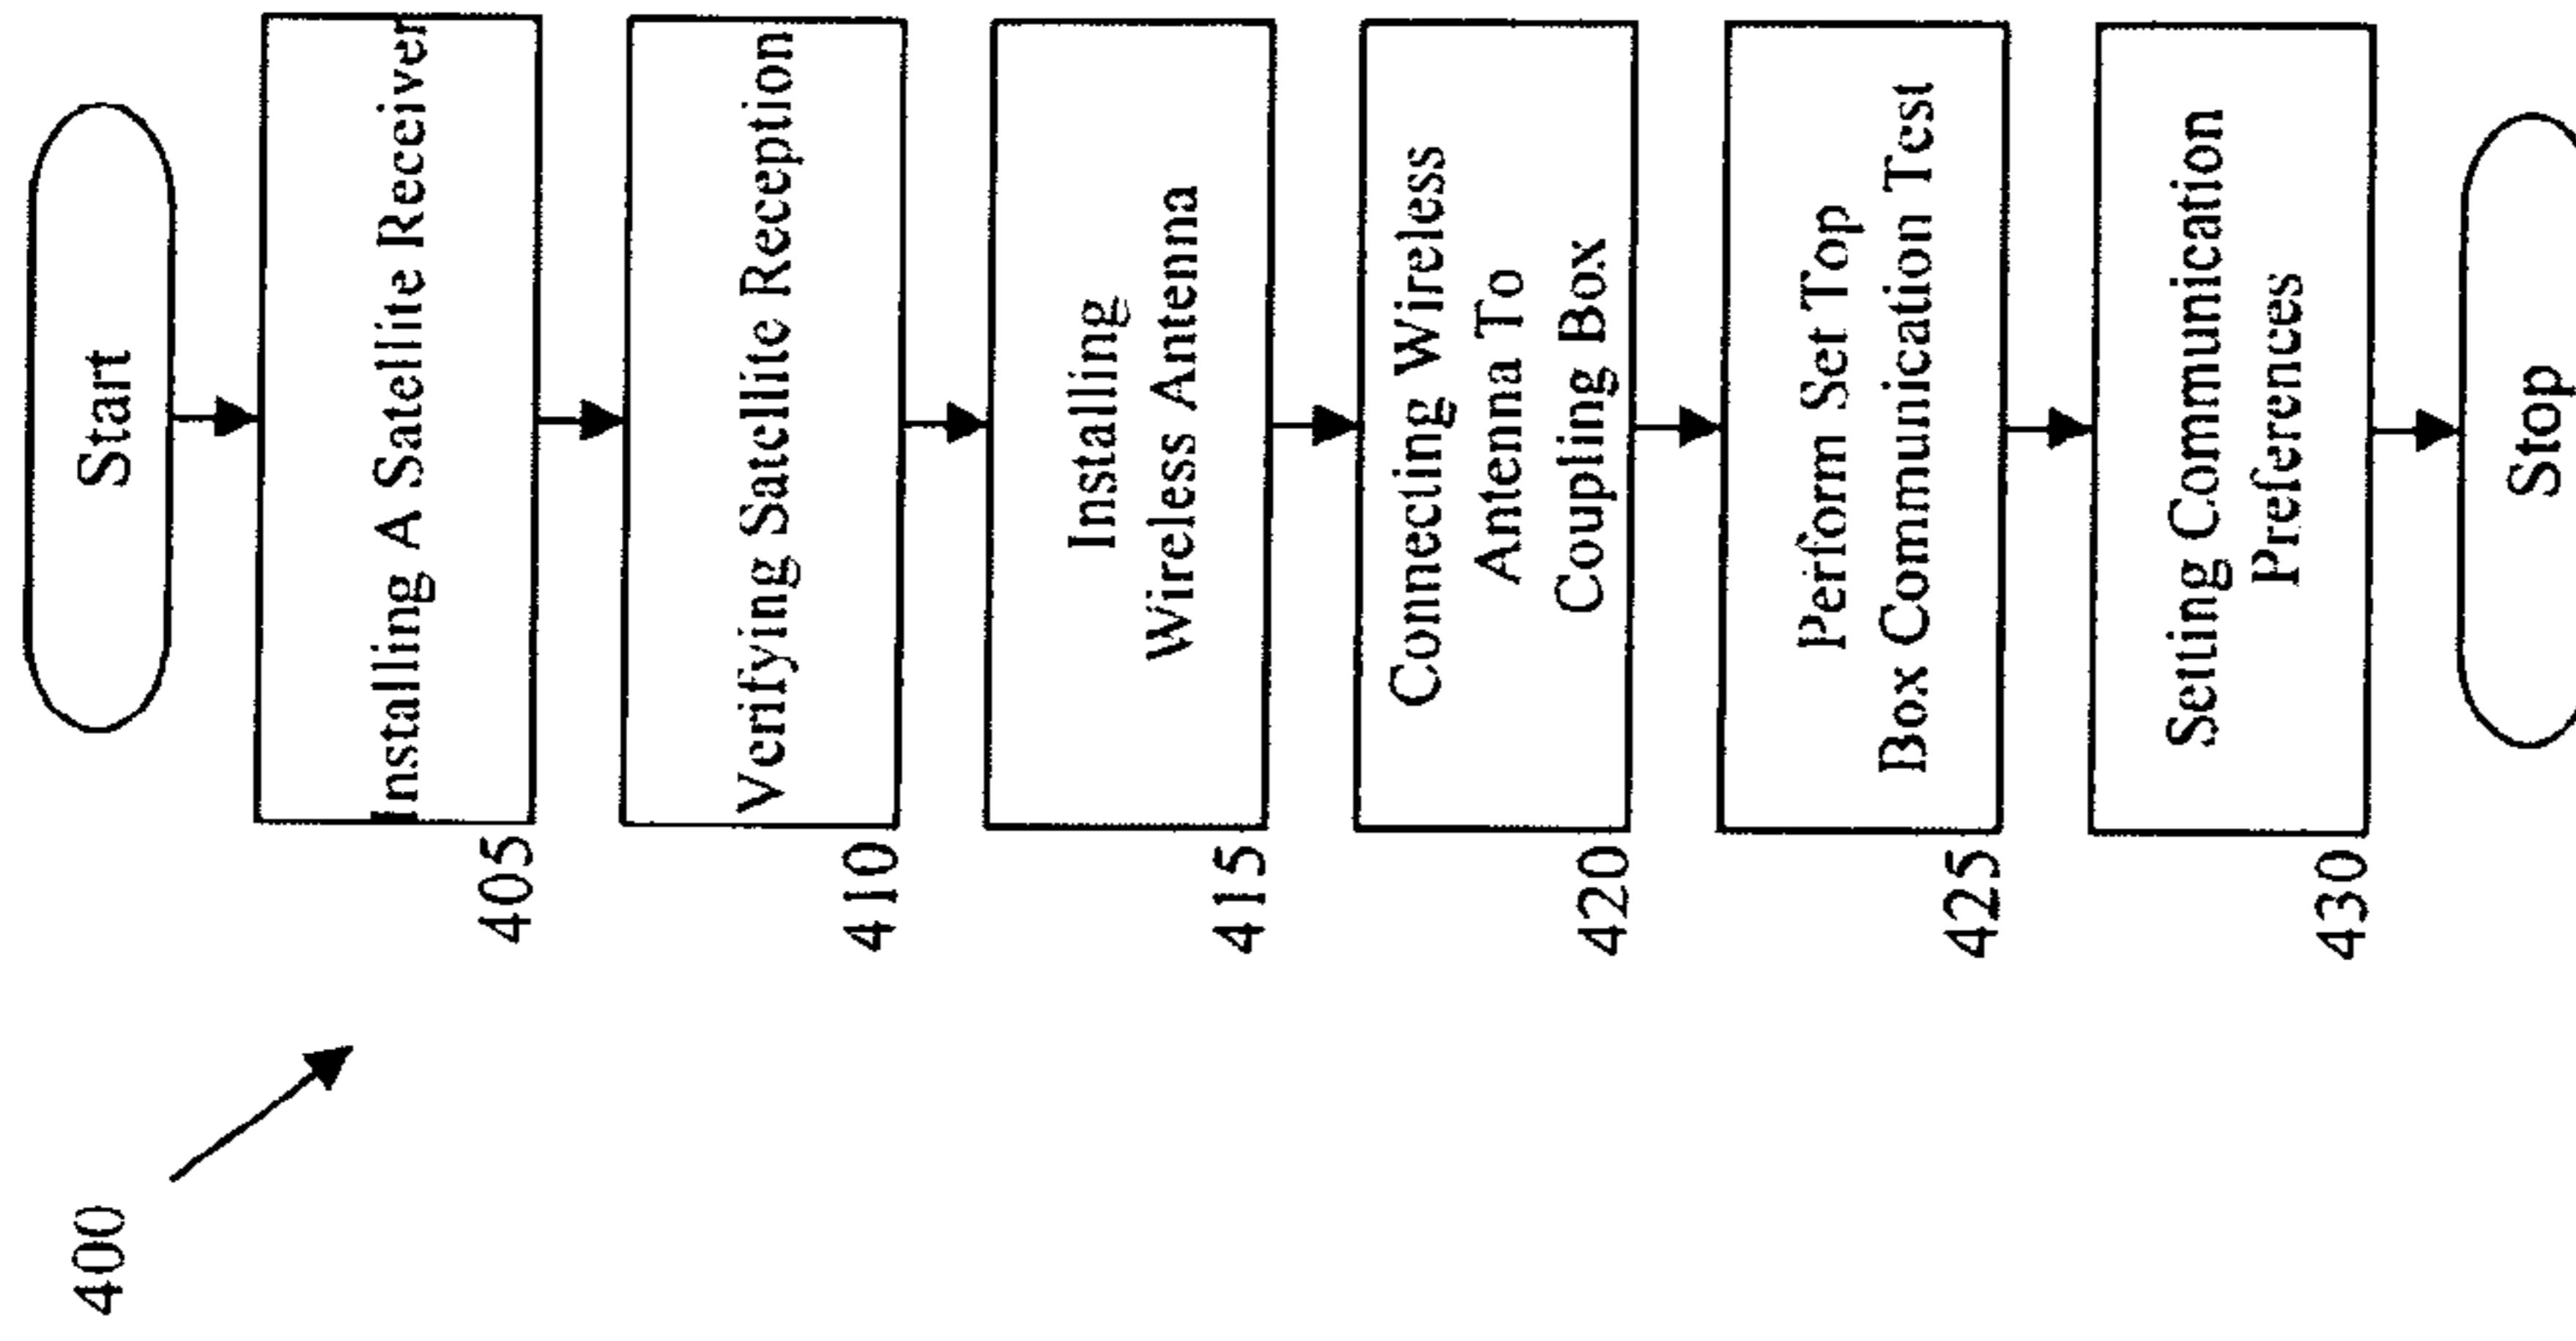 400
Start
Installing A Satellite Receiver
405
Verifying Satellite Reception
410
Installing
Wireless Antenna
415
Connecting Wireless
Antenna To
Coupling Box
420
Perform Set Top
Box Communication Test
425
Setting Communication
Preferences
430
Stop